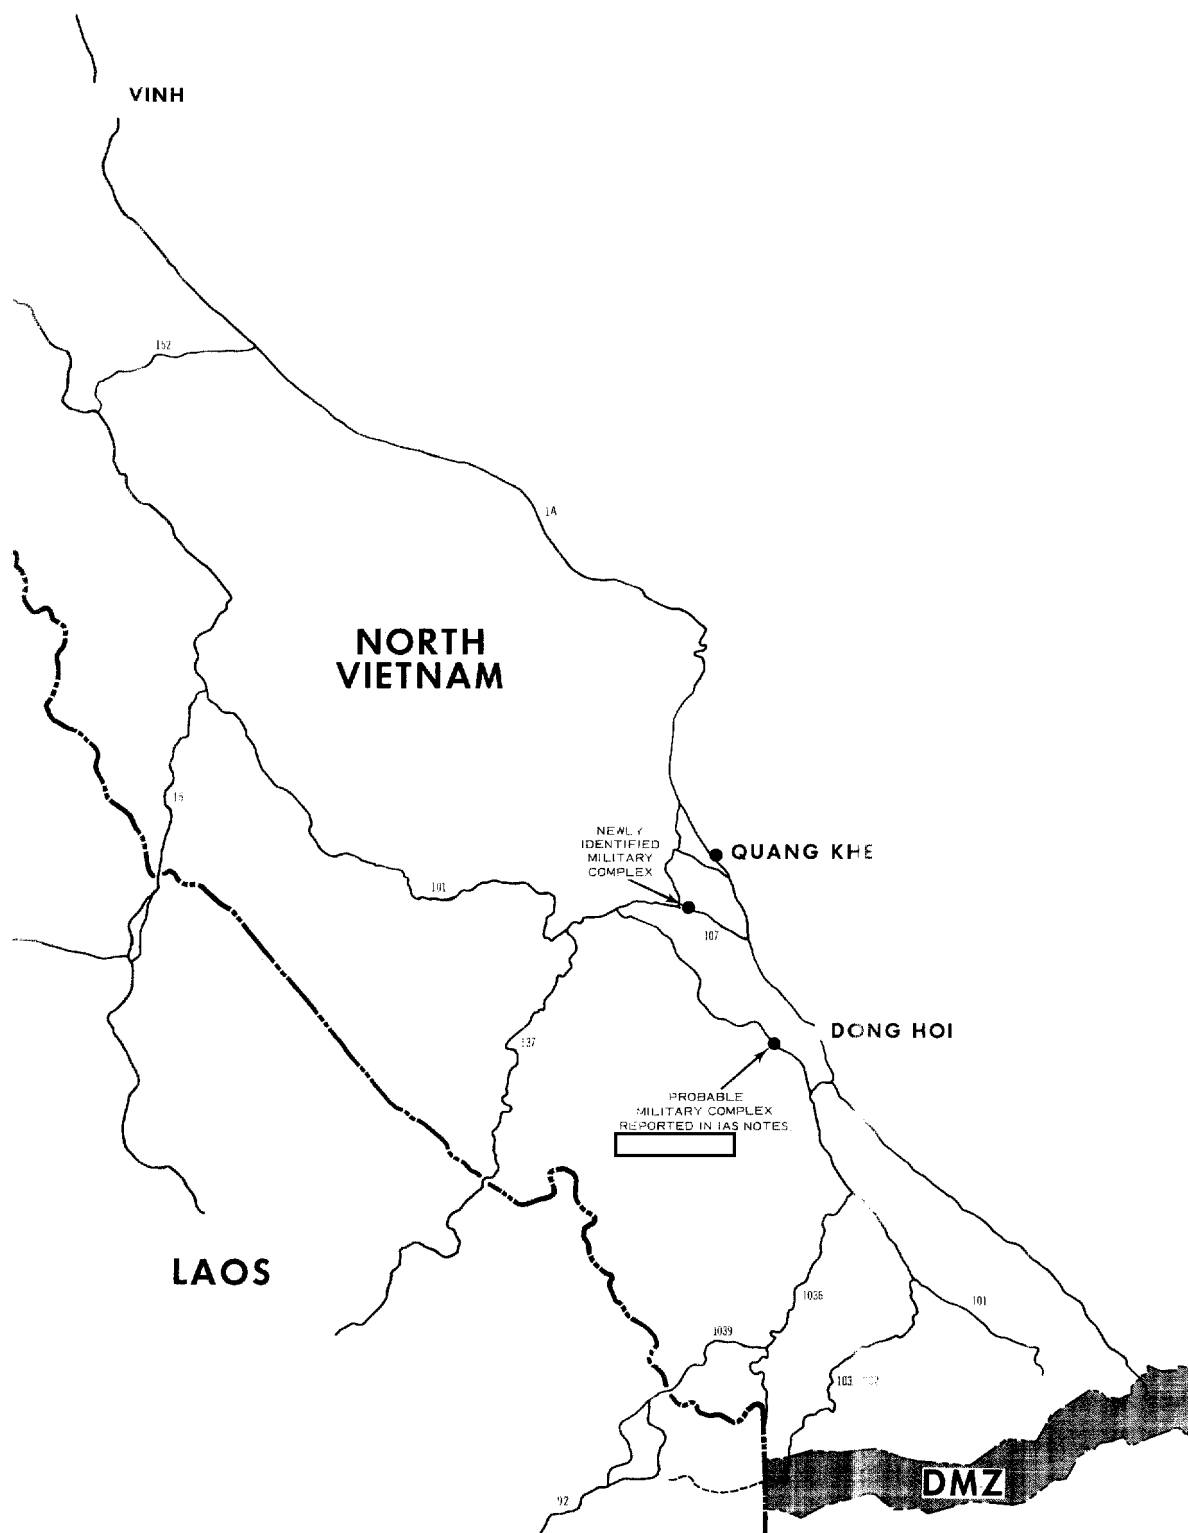 VINH
152
1A
NORTH
VIETNAM
15
NEWLY
IDENTIFIED
MILITARY
COMPLEX
QUANG KHE
101
107
DONG HOI
137
PROBABLE
MILITARY COMPLEX
REPORTED IN IAS NOTES
LAOS
1036
101
1039
103
DMZ
92